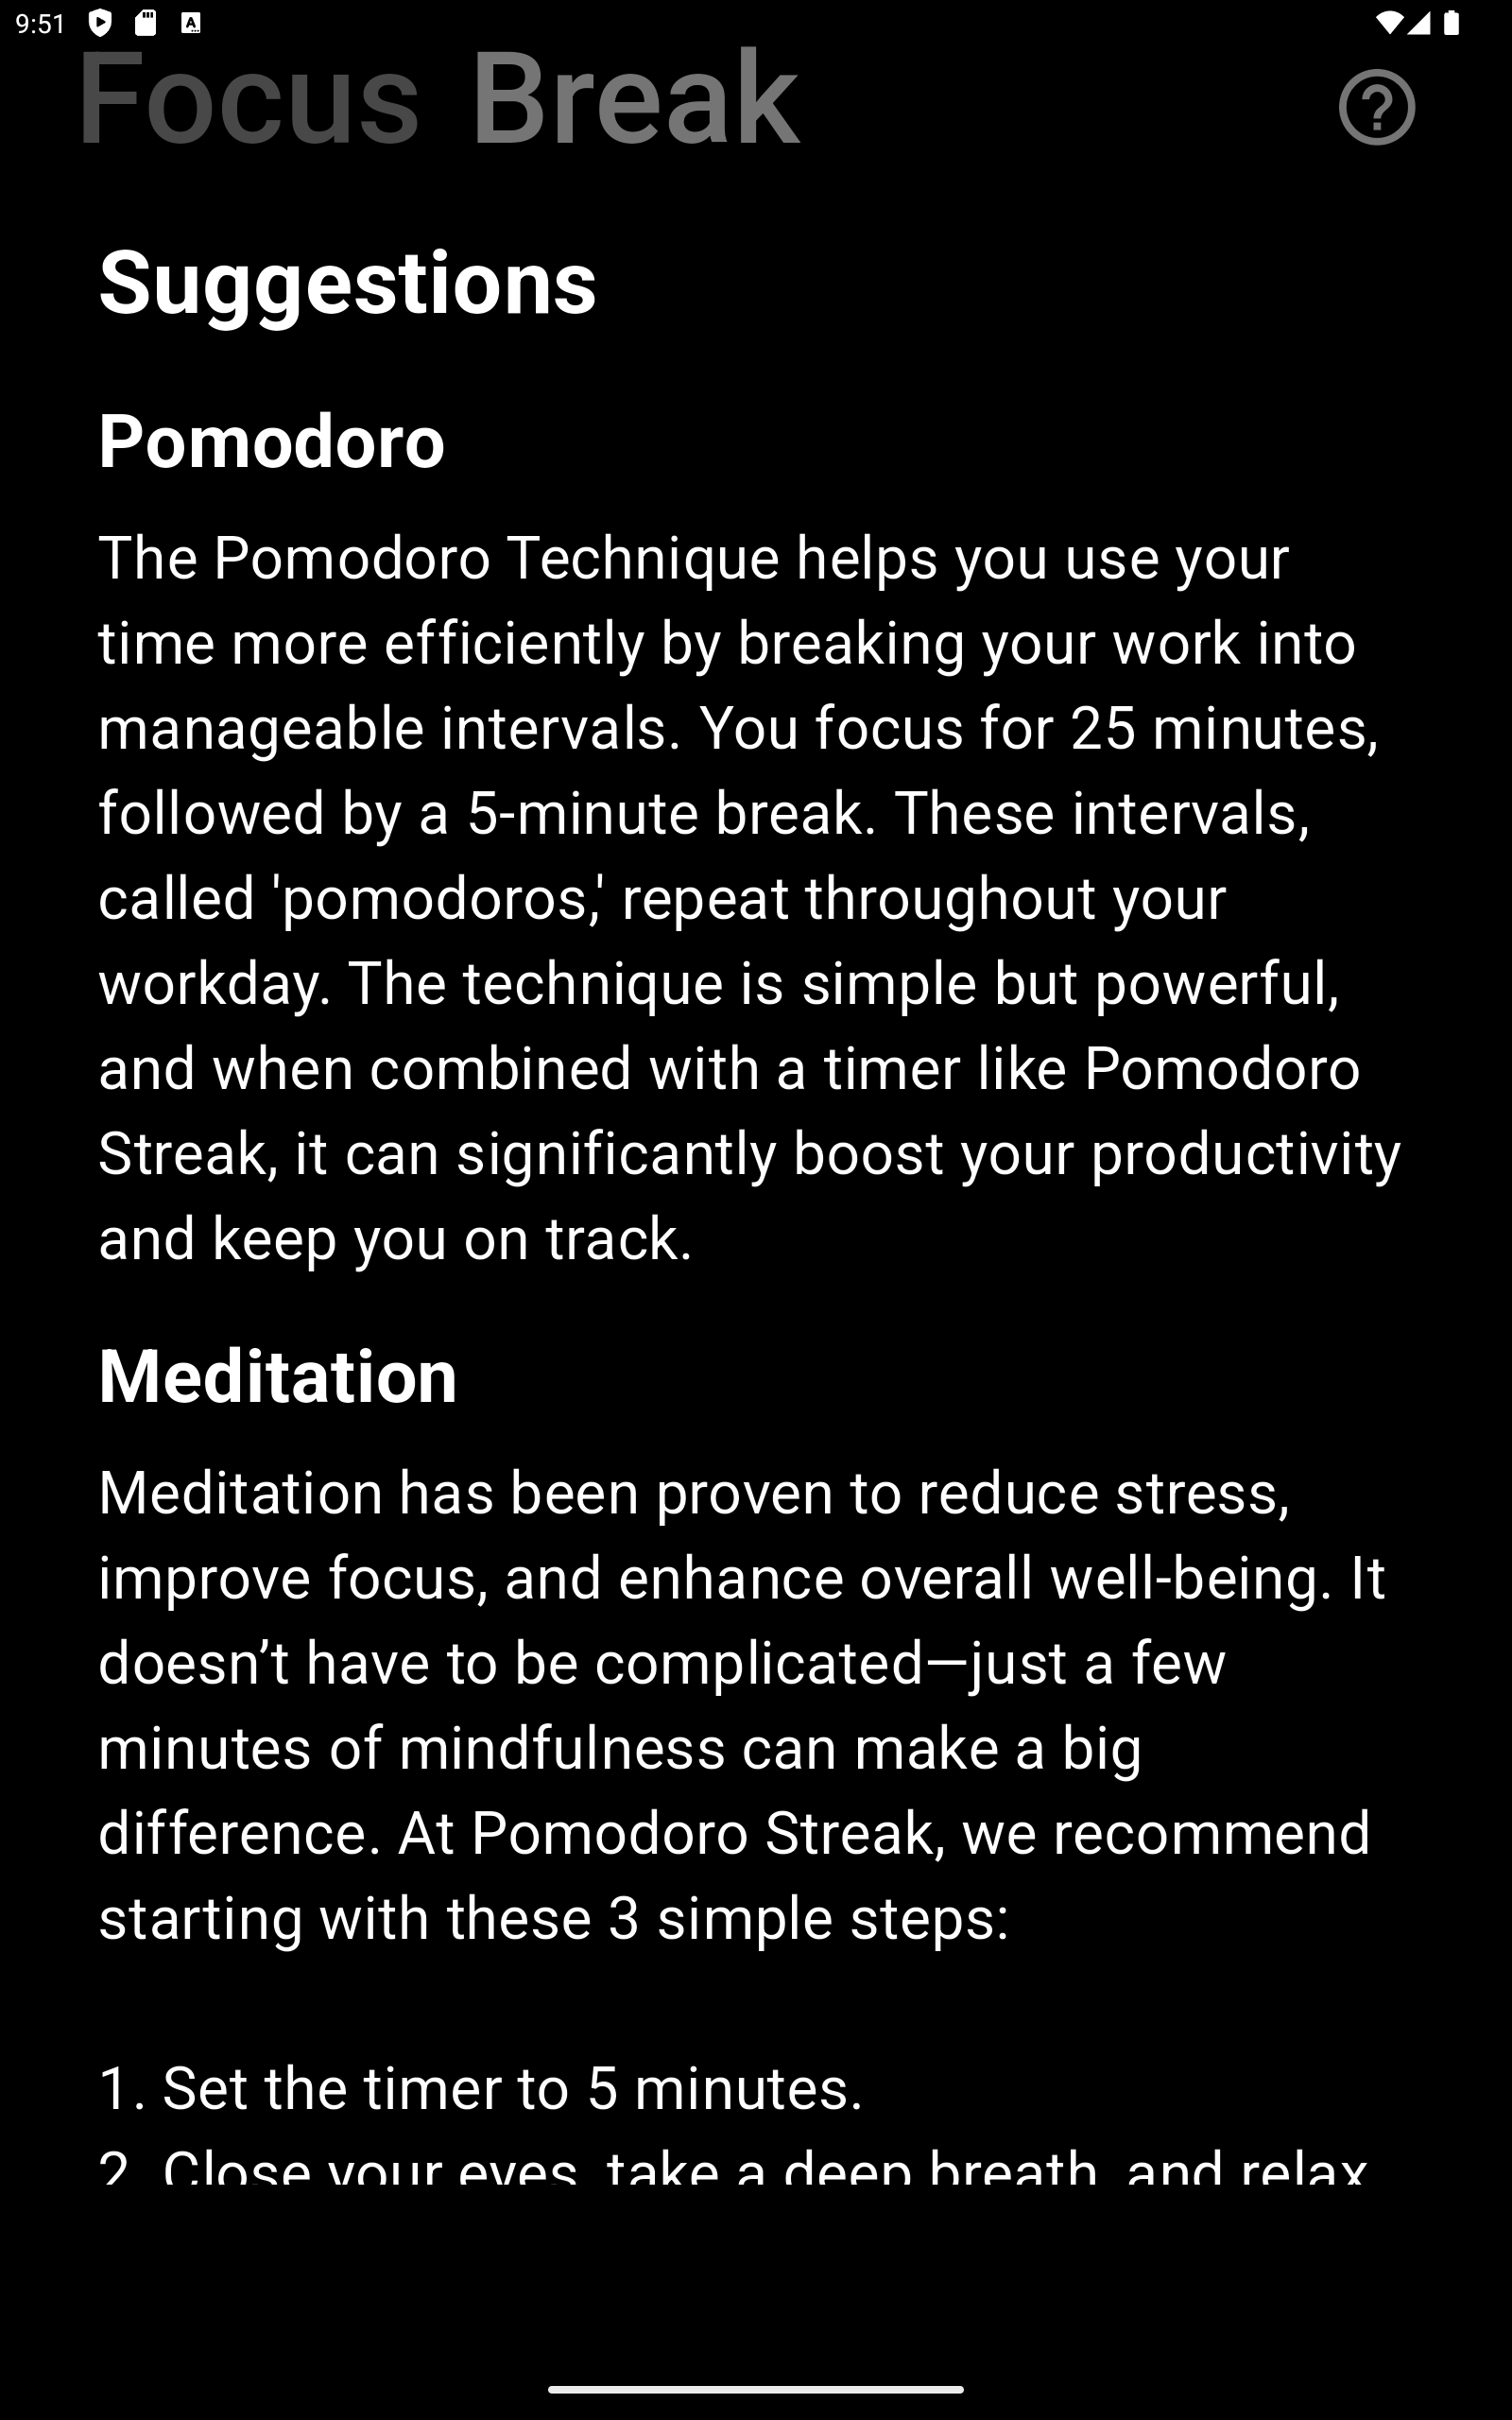 9:51
Focus Break
Suggestions
Pomodoro
The Pomodoro Technique helps you use your
time more efficiently by breaking your work into
manageable intervals. You focus for 25 minutes,
followed by a 5-minute break. These intervals,
called 'pomodoros,' repeat throughout your
workday. The technique is simple but powerful,
and when combined with a timer like Pomodoro
Streak, it can significantly boost your productivity
and keep you on track.
Meditation
Meditation has been proven to reduce stress,
improve focus, and enhance overall well-being. It
doesn’t have to be complicated—just a few
minutes of mindfulness can make a big
difference. At Pomodoro Streak, we recommend
starting with these 3 simple steps:
1. Set the timer to 5 minutes.
2. Close your eyes, take a deep breath, and relax